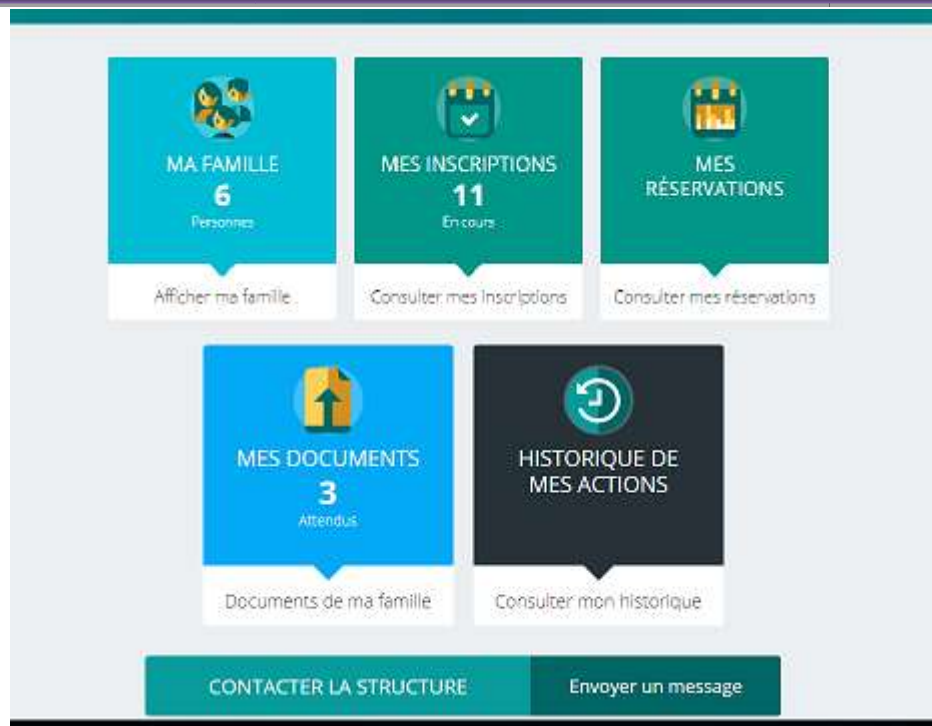 MA FAMILLE
6
Personnes
Afficher ma famille
MES INSCRIPTIONS
11
En cours
Consulter mes inscriptions
MES
RÉSERVATIONS
Consulter mes réservations
MES DOCUMENTS
3
Attendus
Documents de ma famille
HISTORIQUE DE
MES ACTIONS
Consulter mon historique
CONTACTER LA STRUCTURE
Envoyer un message